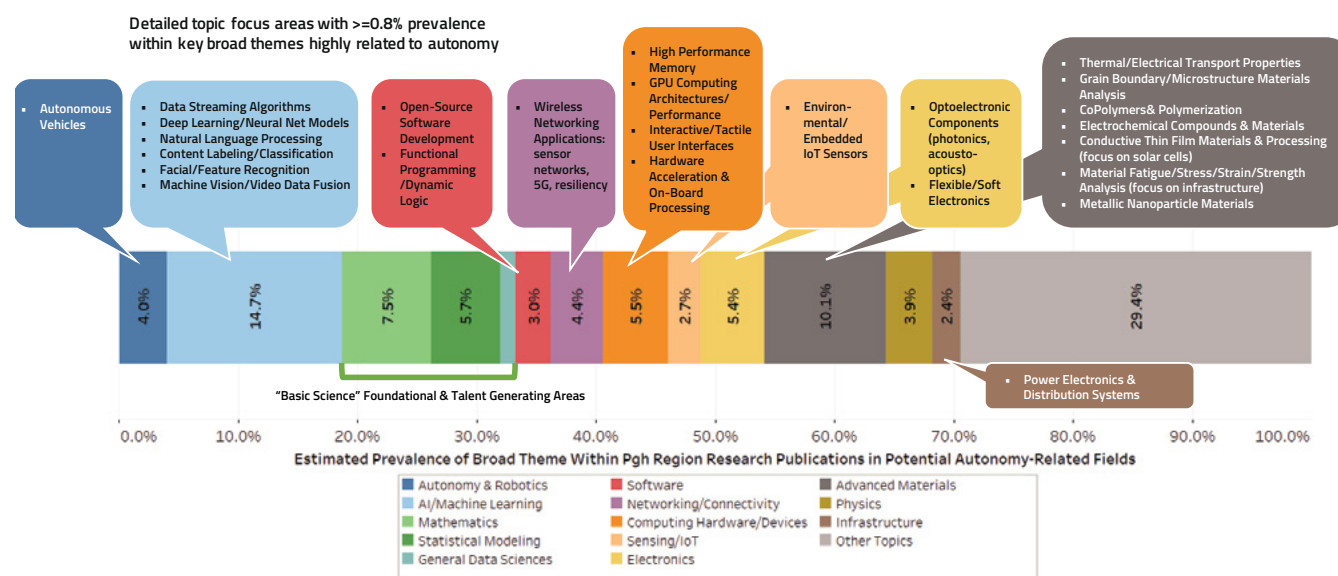 Detailed topic focus areas with >=0.8% prevalence
within key broad themes highly related to autonomy
▪ Autonomous
Vehicles
▪ Data Streaming Algorithms
▪ Deep Learning/Neural Net Models
▪ Natural Language Processing
▪ Content Labeling/Classification
▪ Facial/Feature Recognition
▪ Machine Vision/Video Data Fusion
▪ Open-Source
Software
Development
▪ Functional
Programming
/Dynamic
Logic
▪ Wireless
Networking
Applications:
sensor
networks,
5G, resiliency
▪ High Performance
Memory
▪ GPU Computing
Architectures/
Performance
▪ Interactive/Tactile
User Interfaces
▪ Hardware
Acceleration &
On-Board
Processing
▪ Environ-
mental/
Embedded
IoT Sensors
▪ Optoelectronic
Components
(photonics,
acousto-
optics)
▪ Flexible/Soft
Electronics
▪ Thermal/Electrical Transport Properties
▪ Grain Boundary/Microstructure Materials
Analysis
▪ CoPolymers& Polymerization
▪ Electrochemical Compounds & Materials
▪ Conductive Thin Film Materials & Processing
(focus on solar cells)
▪ Material Fatigue/Stress/Strain/Strength
Analysis (focus on infrastructure)
▪ Metallic Nanoparticle Materials
4.0%
14.7%
7.5%
5.7%
3.0%
4.4%
5.5%
2.7%
5.4%
10.1%
3.9%
2.4%
29.4%
"Basic Science" Foundational & Talent Generating Areas
▪ Power Electronics &
Distribution Systems
0.0% 10.0% 20.0% 30.0% 40.0% 50.0% 60.0% 70.0% 80.0% 90.0% 100.0%
Estimated Prevalence of Broad Theme Within Pgh Region Research Publications in Potential Autonomy-Related Fields
Autonomy & Robotics
AI/Machine Learning
Mathematics
Statistical Modeling
General Data Sciences
Software
Networking/Connectivity
Computing Hardware/Devices
Sensing/IoT
Electronics
Advanced Materials
Physics
Infrastructure
Other Topics